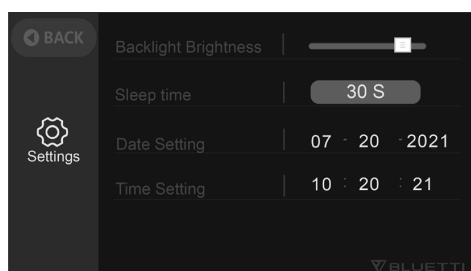 BACK
Backlight Brightness
Sleep time
30 S
Settings
Date Setting
07 - 20 - 2021
Time Setting
10 : 20 : 21
BLUETTI